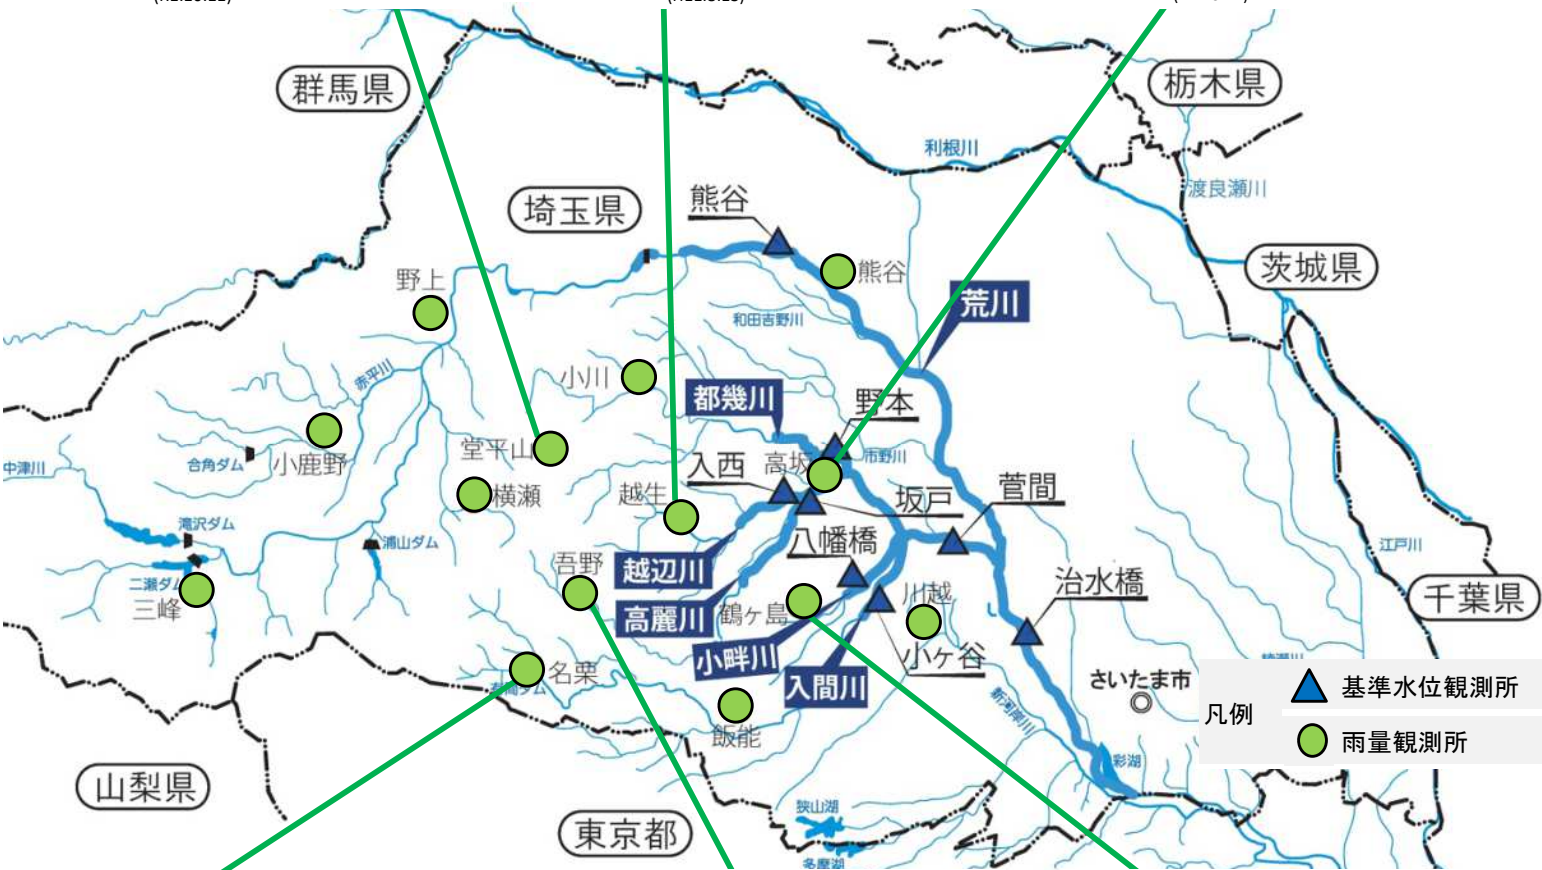 群馬県
栃木県
利根川
渡良瀬川
熊谷
埼玉県
茨城県
野上
熊谷
荒川
和田吉野川
赤平川
小川
都幾川
野本
堂平山
入西
高坂
市野川
中津川
合角ダム
小鹿野
横瀬
越生
坂戸
菅間
滝沢ダム
浦山ダム
八幡橋
江戸川
二瀬ダム
吾野
越辺川
治水橋
三峰
高麗川
鶴ヶ島
川越
千葉県
小畔川
小ヶ谷
名栗
入間川
さいたま市
新河岸川
飯能
凡例
基準水位観測所
雨量観測所
彩湖
山梨県
東京都
狭山湖
多摩湖